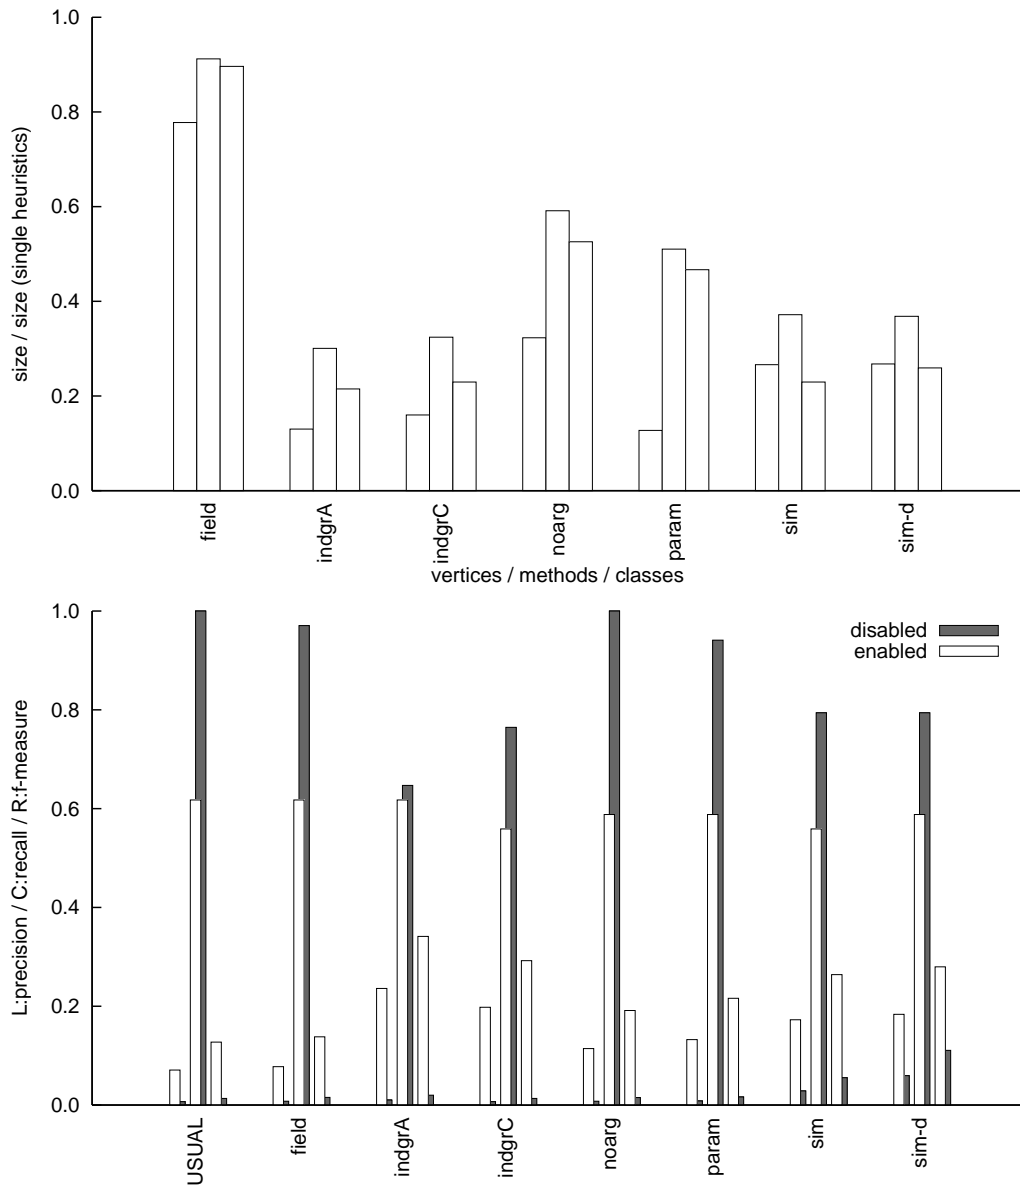 1.0
0.8
0.6
0.4
0.2
0.0
size / size (single heuristics)
field
indgrA
indgrC
noarg
param
sim
sim-d
vertices / methods / classes
1.0
0.8
0.6
0.4
0.2
0.0
L:precision / C:recall / R:f-measure
disabled
enabled
USUAL
field
indgrA
indgrC
noarg
param
sim
sim-d